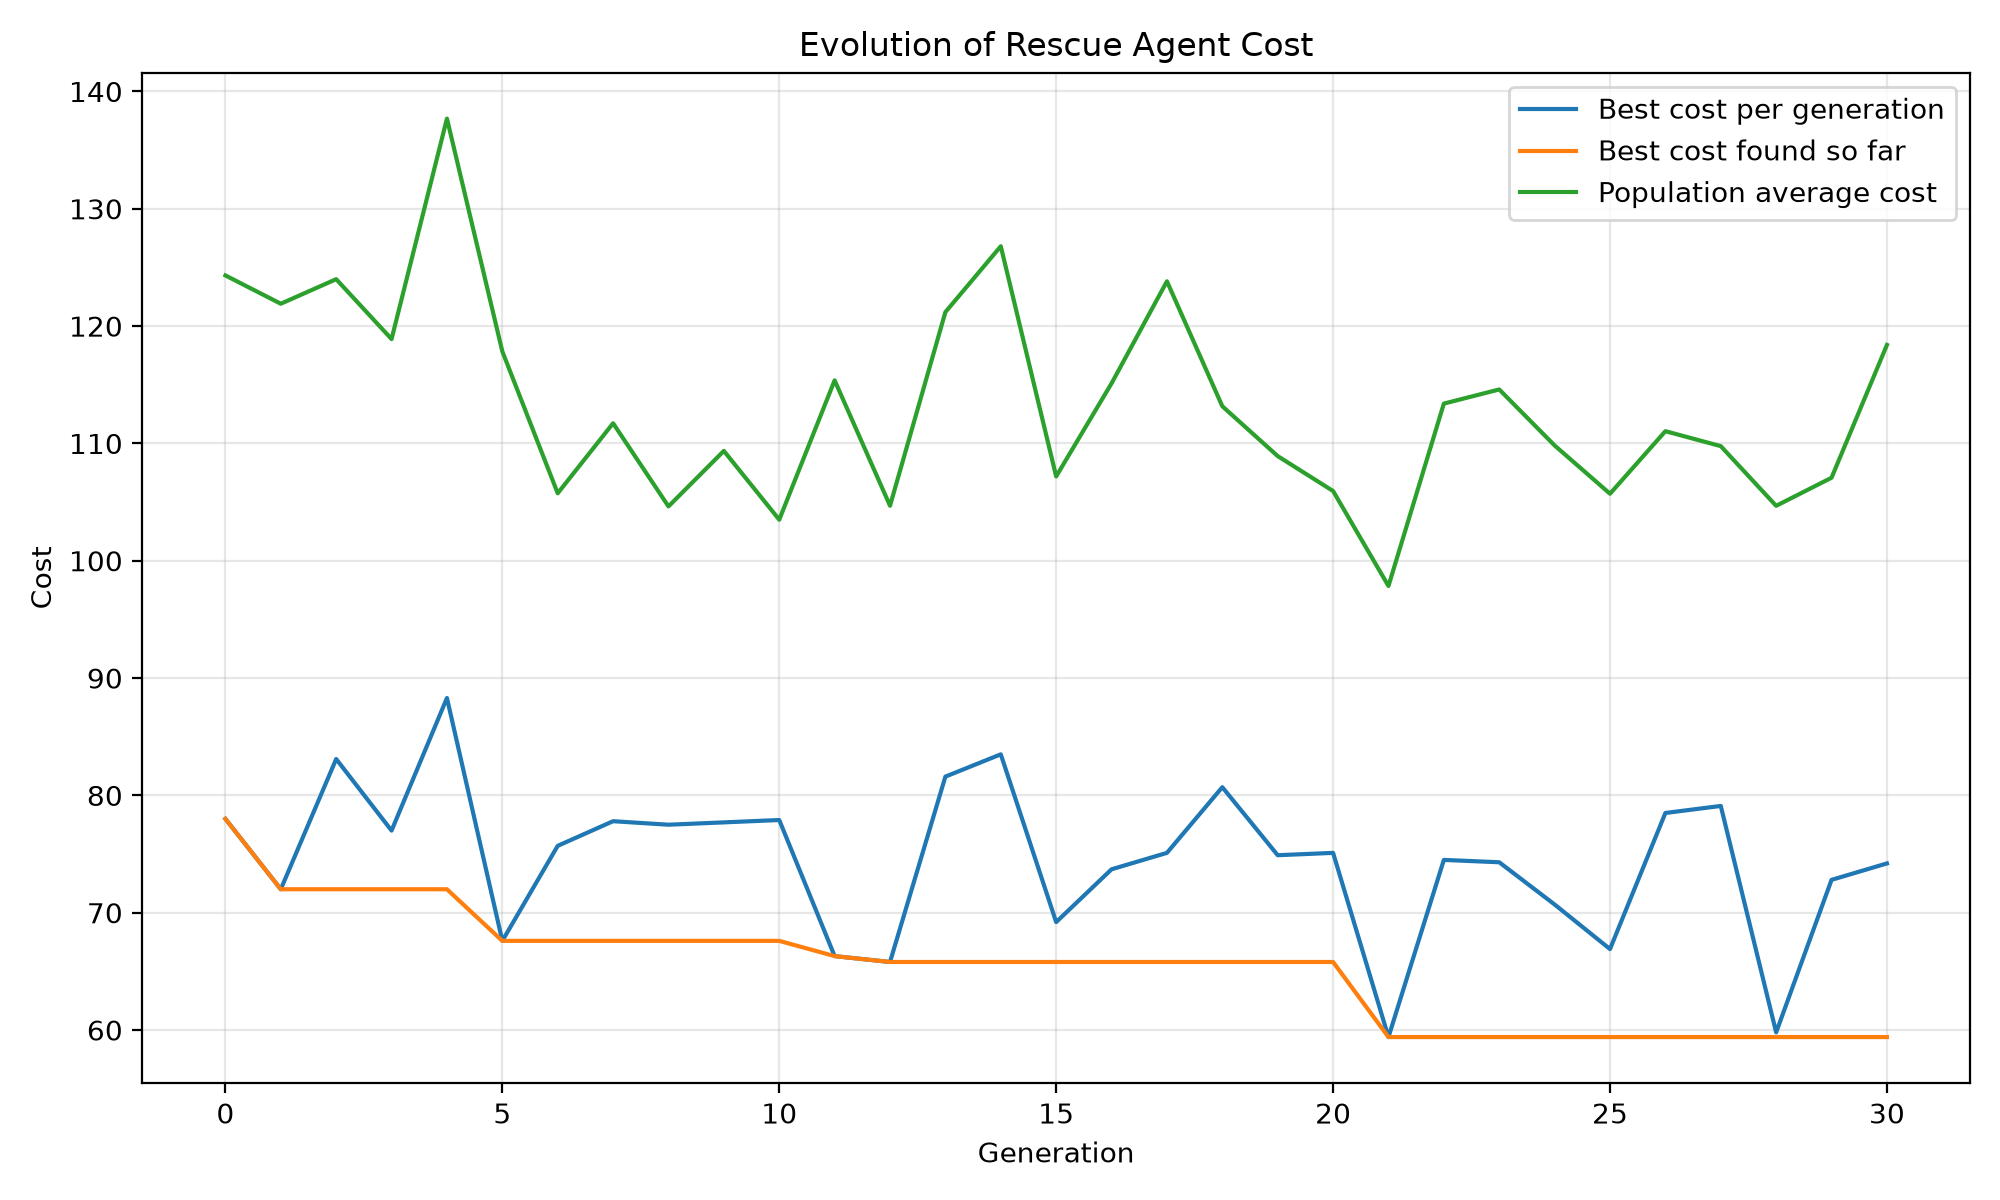 Evolution of Rescue Agent Cost
140
130
120
110
100
90
80
70
60
Cost
Best cost per generation
Best cost found so far
Population average cost
0 5 10 15 20 25 30
Generation